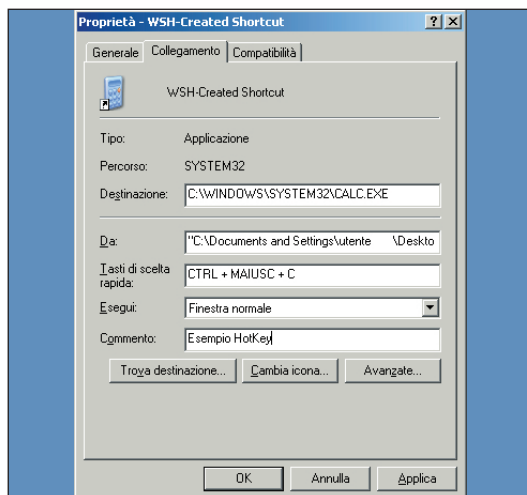 Proprietà - WSH-Created Shortcut
Generale Collegamento Compatibilità
WSH-Created Shortcut
Tipo: Applicazione
Percorso: SYSTEM32
Destinazione: C:\WINDOWS\SYSTEM32\CALC.EXE
Da: "C:\Documents and Settings\utente \Deskto
Tasti di scelta rapida: CTRL + MAIUSC + C
Esegui: Finestra normale
Commento: Esempio HotKey
Trova destinazione... Cambia icona... Avanzate...
OK Annulla Applica